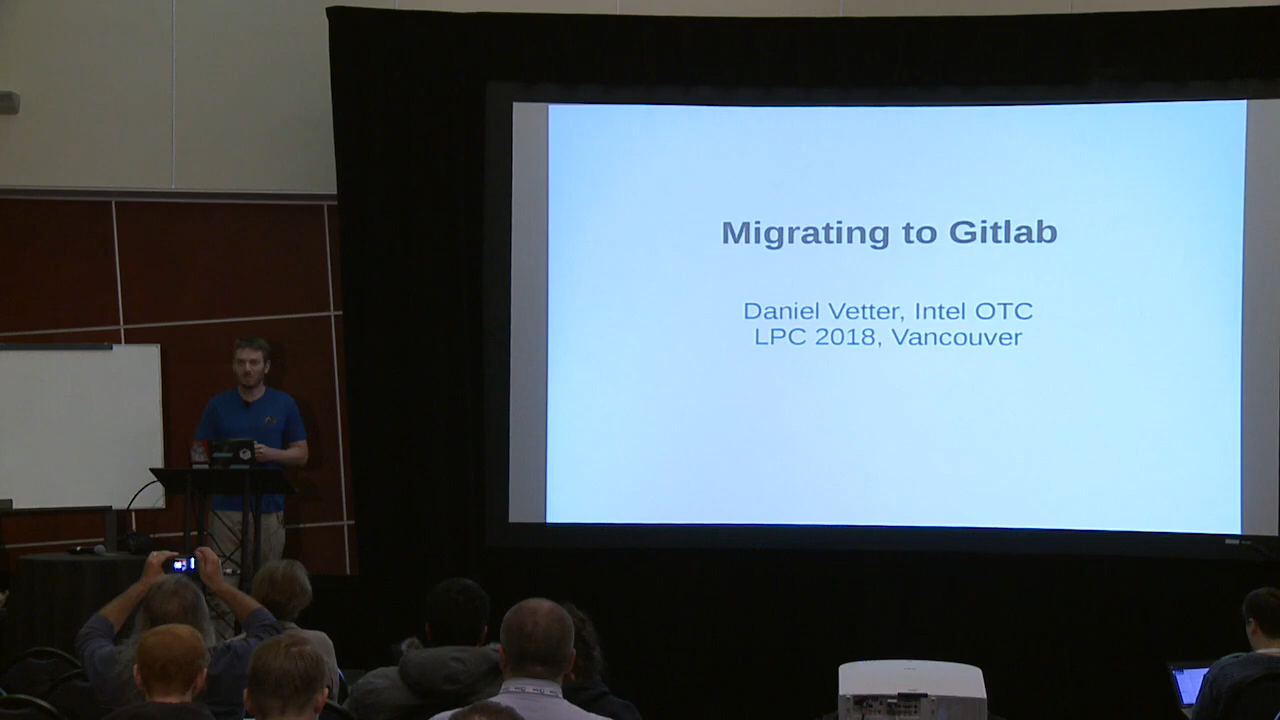 Migrating to Gitlab
Daniel Vetter, Intel OTC
LPC 2018, Vancouver